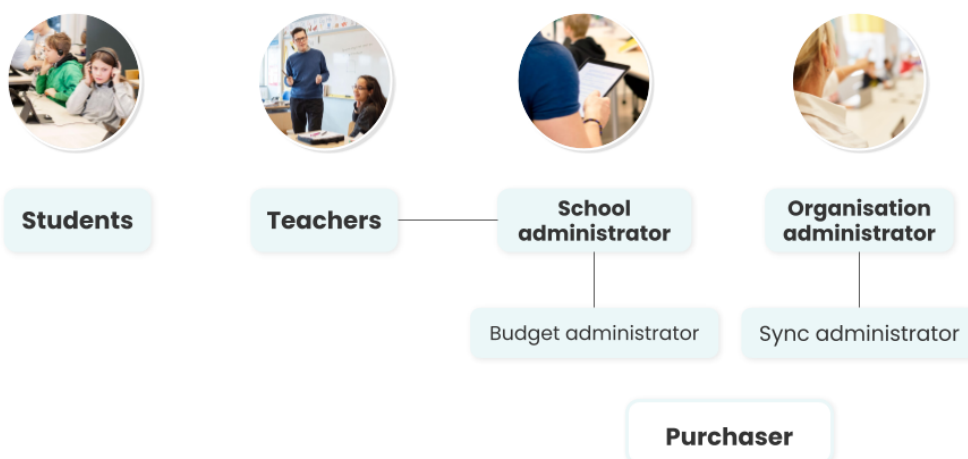 Students
Teachers
School
administrator
Organisation
administrator
Budget administrator
Sync administrator
Purchaser